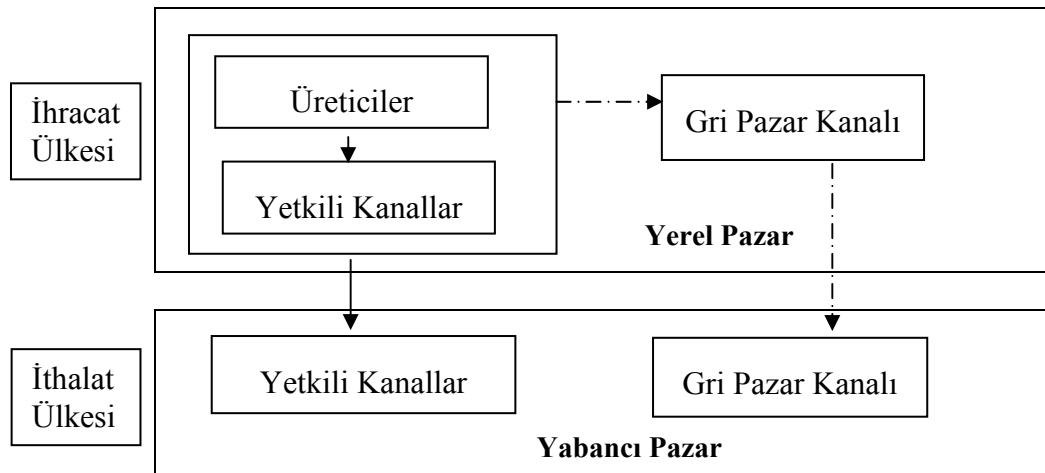 İhracat
Ülkesi
Üreticiler
Yetkili Kanallar
Gri Pazar Kanalı
Yerel Pazar
İthalat
Ülkesi
Yetkili Kanallar
Gri Pazar Kanalı
Yabancı Pazar